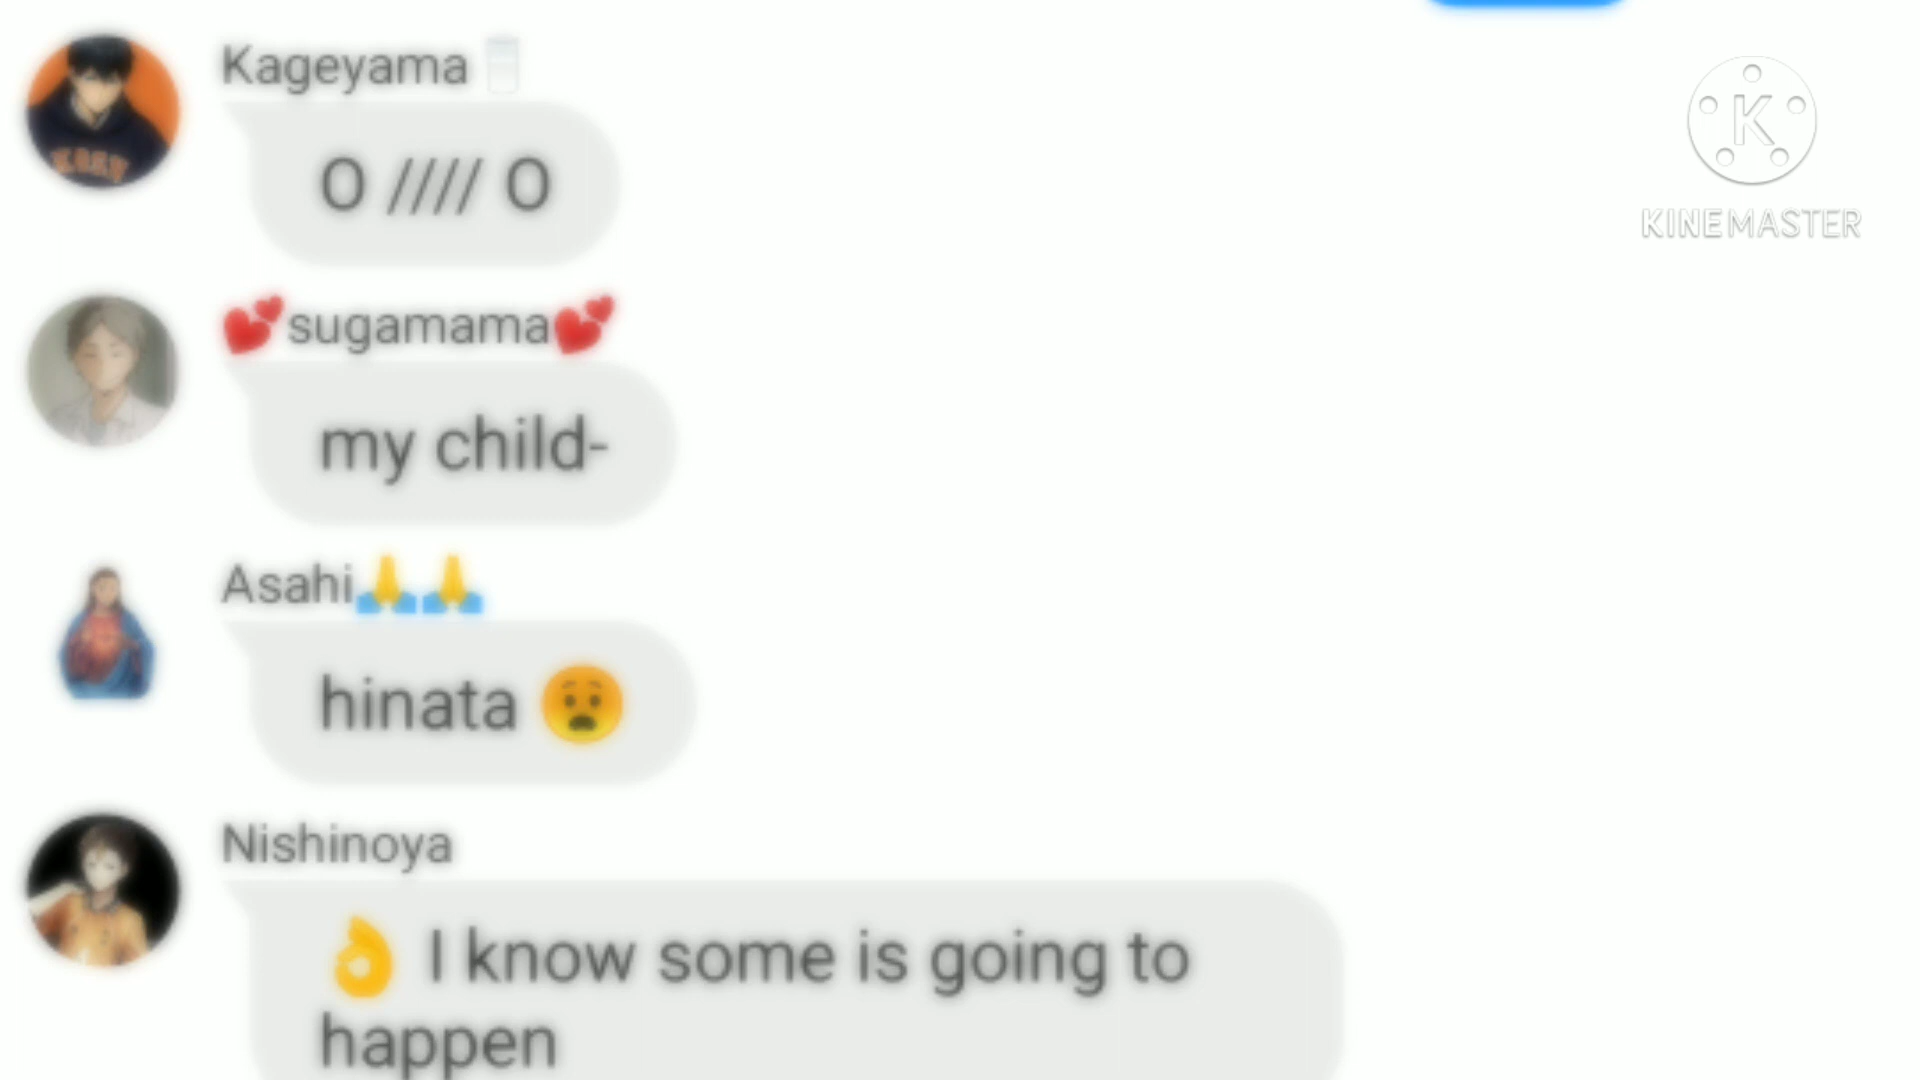 Kageyama 🥛
O //// O
💕sugamama💕
my child-
Asahi🙏🙏
hinata 😧
Nishinoya
👌 I know some is going to
happen
K
KINEMASTER